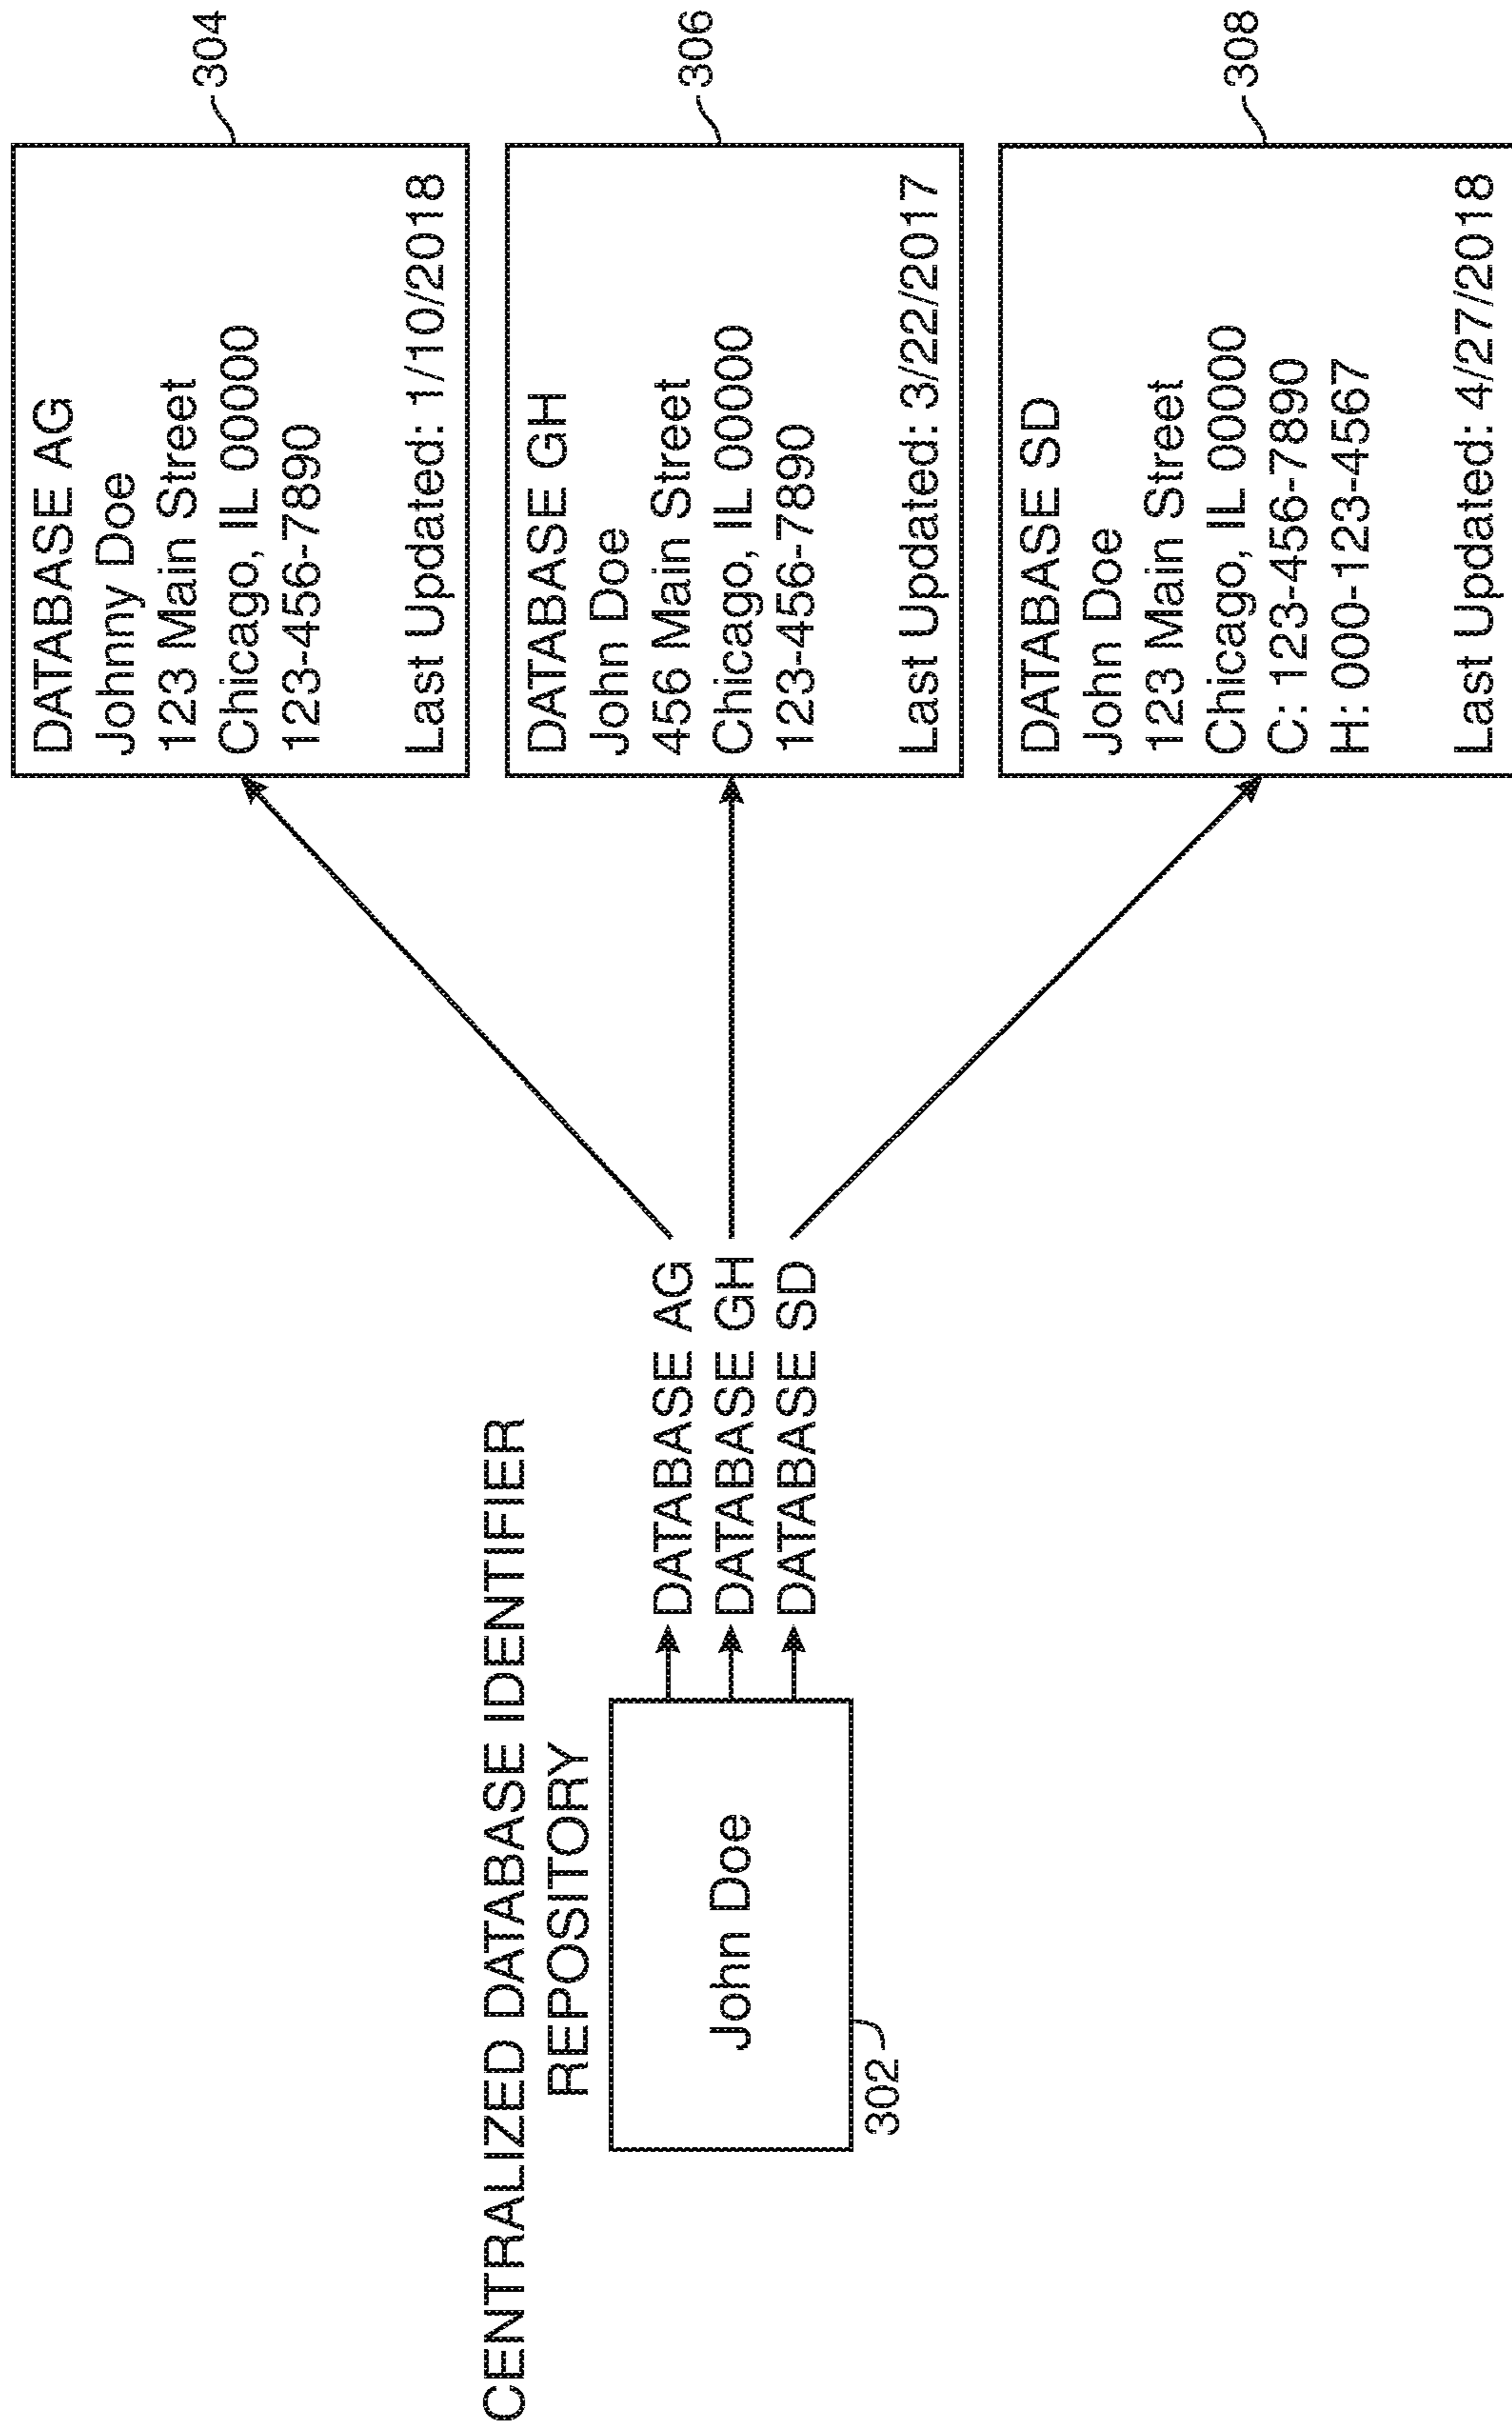 CENTRALIZED DATABASE IDENTIFIER
REPOSITORY
John Doe
302
DATABASE AG
DATABASE GH
DATABASE SD
DATABASE AG
Johnny Doe
123 Main Street
Chicago, IL 00000
123-456-7890
Last Updated: 1/10/2018
304
DATABASE GH
John Doe
456 Main Street
Chicago, IL 00000
123-456-7890
Last Updated: 3/22/2017
306
DATABASE SD
John Doe
123 Main Street
Chicago, IL 00000
C: 123-456-7890
H: 000-123-4567
Last Updated: 4/27/2018
308